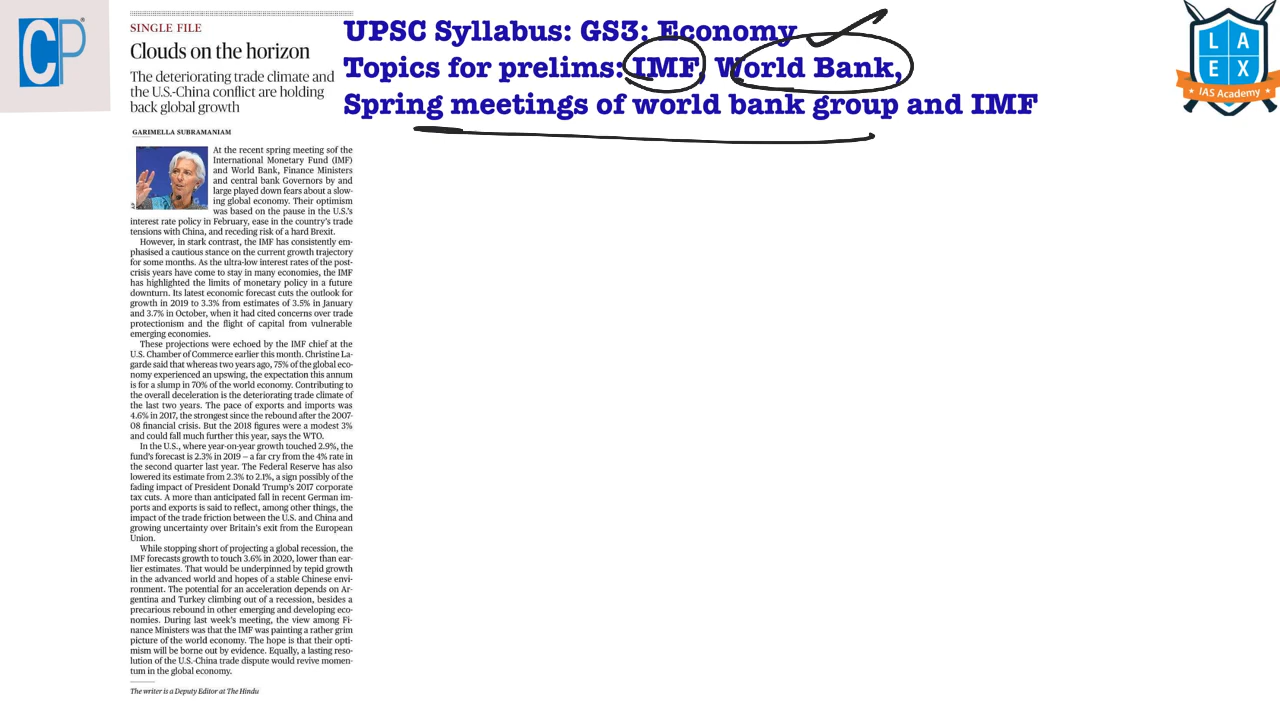 CP®
SINGLE FILE
Clouds on the horizon
The deteriorating trade climate and
the U.S.-China conflict are holding
back global growth
GARIMELLA SUBRAMANIAM
At the recent spring meeting sof the
International Monetary Fund (IMF)
and World Bank, Finance Ministers
and central bank Governors by and
large played down fears about a slow-
ing global economy. Their optimism
was based on the pause in the U.S.'s
interest rate policy in February, ease in the country's trade
tensions with China, and receding risk of a hard Brexit.
However, in stark contrast, the IMF has consistently em-
phasised a cautious stance on the current growth trajectory
for some months. As the ultra-low interest rates of the post-
crisis years have come to stay in many economies, the IMF
has highlighted the limits of monetary policy in a future
downturn. Its latest economic forecast cuts the outlook for
growth in 2019 to 3.3% from estimates of 3.5% in January
and 3.7% in October, when it had cited concerns over trade
protectionism and the flight of capital from vulnerable
emerging economies.
These projections were echoed by the IMF chief at the
U.S. Chamber of Commerce earlier this month. Christine La-
garde said that whereas two years ago, 75% of the global eco-
nomy experienced an upswing, the expectation this annum
is for a slump in 70% of the world economy. Contributing to
the overall deceleration is the deteriorating trade climate of
the last two years. The pace of exports and imports was
4.6% in 2017, the strongest since the rebound after the 2007-
08 financial crisis. But the 2018 figures were a modest 3%
and could fall much further this year, says the WTO.
In the U.S., where year-on-year growth touched 2.9%, the
fund's forecast is 2.3% in 2019 – a far cry from the 4% rate in
the second quarter last year. The Federal Reserve has also
lowered its estimate from 2.3% to 2.1%, a sign possibly of the
fading impact of President Donald Trump's 2017 corporate
tax cuts. A more than anticipated fall in recent German im-
ports and exports is said to reflect, among other things, the
impact of the trade friction between the U.S. and China and
growing uncertainty over Britain's exit from the European
Union.
While stopping short of projecting a global recession, the
IMF forecasts growth to touch 3.6% in 2020, lower than ear-
lier estimates. That would be underpinned by tepid growth
in the advanced world and hopes of a stable Chinese envi-
ronment. The potential for an acceleration depends on Ar-
gentina and Turkey climbing out of a recession, besides a
precarious rebound in other emerging and developing eco-
nomies. During last week's meeting, the view among Fi-
nance Ministers was that the IMF was painting a rather grim
picture of the world economy. The hope is that their opti-
mism will be borne out by evidence. Equally, a lasting reso-
lution of the U.S.-China trade dispute would revive momen-
tum in the global economy.
The writer is a Deputy Editor at The Hindu
UPSC Syllabus: GS3: Economy
Topics for prelims: IMF, World Bank,
Spring meetings of world bank group and IMF
L A
E X
IAS Academy